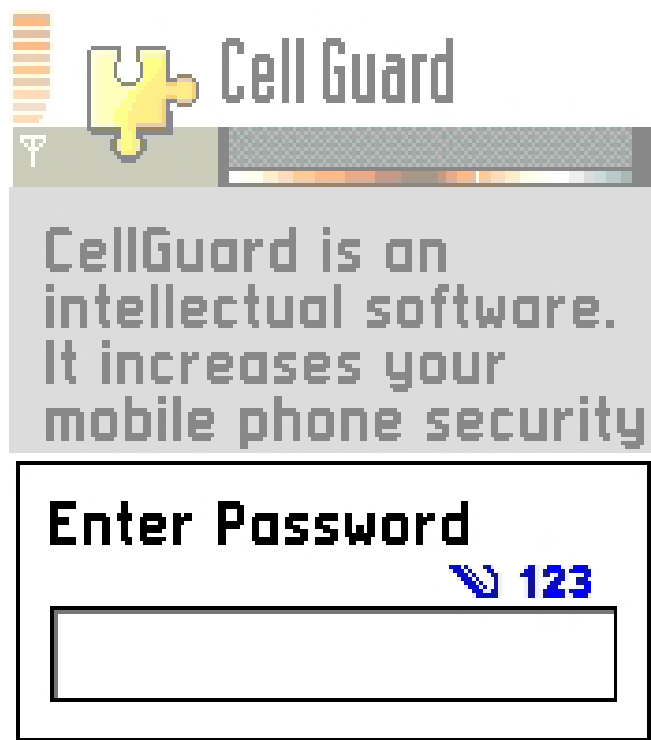 Cell Guard
CellGuard is an
intellectual software.
It increases your
mobile phone security
Enter Password
123